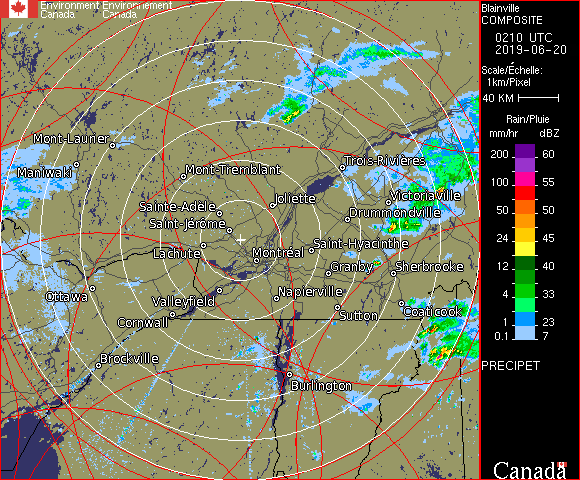 Environment Environnement
Canada Canada
Blainville
COMPOSITE
0210 UTC
2019-06-20
Scale/Échelle:
1km/Pixel
40 KM
Rain/Pluie
mm/hr dBZ
200 60
100 55
50 50
24 45
12 40
4 33
1 23
0.1 7
PRECIPET
Canada
Mont-Laurier
Maniwaki
Mont-Tremblant
Trois-Rivières
Joliette
Victoriaville
Sainte-Adèle
Drummondville
Saint-Jérôme
Lachute
Montréal
Saint-Hyacinthe
Granby
Sherbrooke
Ottawa
Valleyfield
Napierville
Cornwall
Sutton
Coaticook
Brockville
Burlington